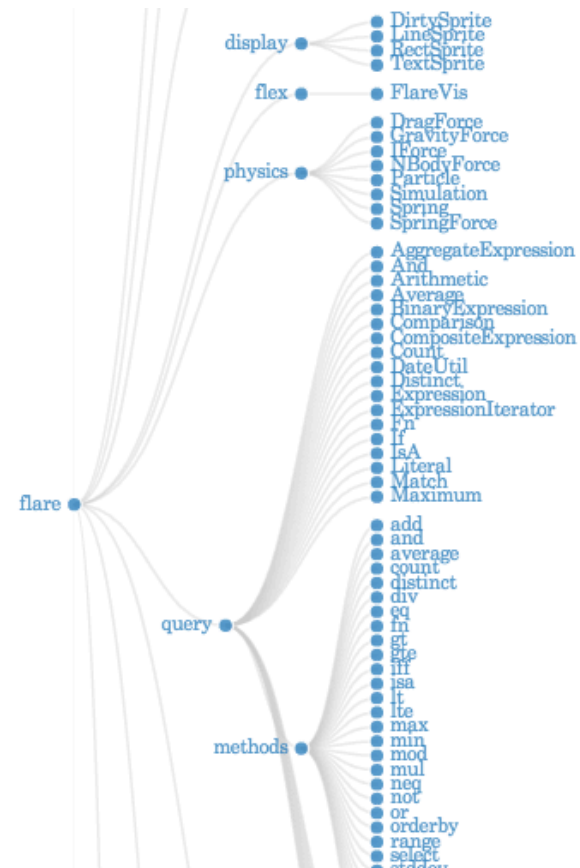 display
DirtySprite
LineSprite
RectSprite
TextSprite
flex
FlareVis
physics
DragForce
GravityForce
IForce
NBodyForce
Particle
Simulation
Spring
SpringForce
AggregateExpression
And
Arithmetic
Average
BinaryExpression
Comparison
CompositeExpression
Count
DateUtil
Distinct
Expression
ExpressionIterator
Fn
If
IsA
Literal
Match
Maximum
flare
query
methods
add
and
average
count
distinct
div
eq
fn
gt
gte
iff
isa
lt
lte
max
min
mod
mul
neq
not
or
orderby
range
select